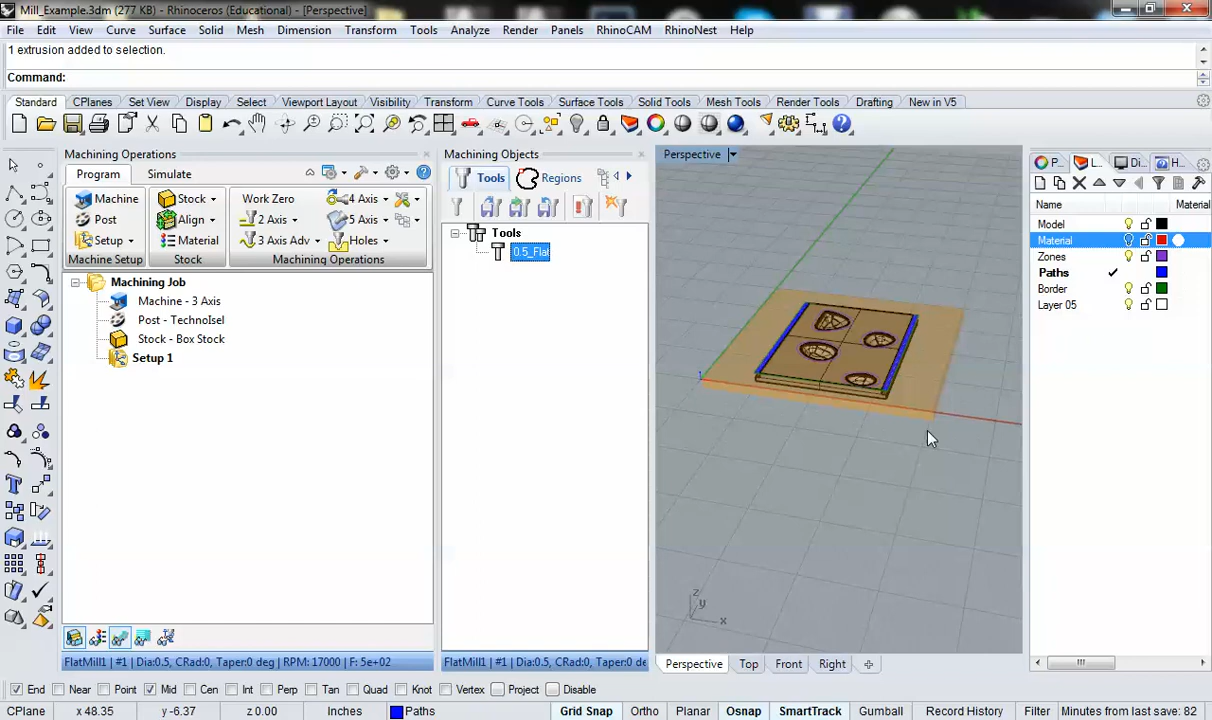 Mill_Example.3dm (277 KB) - Rhinoceros (Educational) - [Perspective]
File Edit View Curve Surface Solid Mesh Dimension Transform Tools Analyze Render Panels RhinoCAM RhinoNest Help
1 extrusion added to selection.
Command:
Standard CPlanes Set View Display Select Viewport Layout Visibility Transform Curve Tools Surface Tools Solid Tools Mesh Tools Render Tools Drafting New in V5
Machining Operations
Program Simulate
Machine Stock Work Zero 4 Axis
Post Align 2 Axis 5 Axis
Setup Material 3 Axis Adv Holes
Machine Setup Stock Machining Operations
Machining Job
Machine - 3 Axis
Post - TechnoIsel
Stock - Box Stock
Setup 1
FlatMill1 | #1 | Dia:0.5, CRad:0, Taper:0 deg | RPM: 17000 | F: 5e+02
Machining Objects
Tools Regions
Tools
0.5_Fla
FlatMill1 | #1 | Dia:0.5, CRad:0, Taper:0 de
Perspective
z
y
x
Perspective Top Front Right
P... L... Di... H...
Name Material
Model
Material
Zones
Paths
Border
Layer 05
End Near Point Mid Cen Int Perp Tan Quad Knot Vertex Project Disable
CPlane x 48.35 y -6.37 z 0.00 Inches Paths Grid Snap Ortho Planar Osnap SmartTrack Gumball Record History Filter Minutes from last save: 82